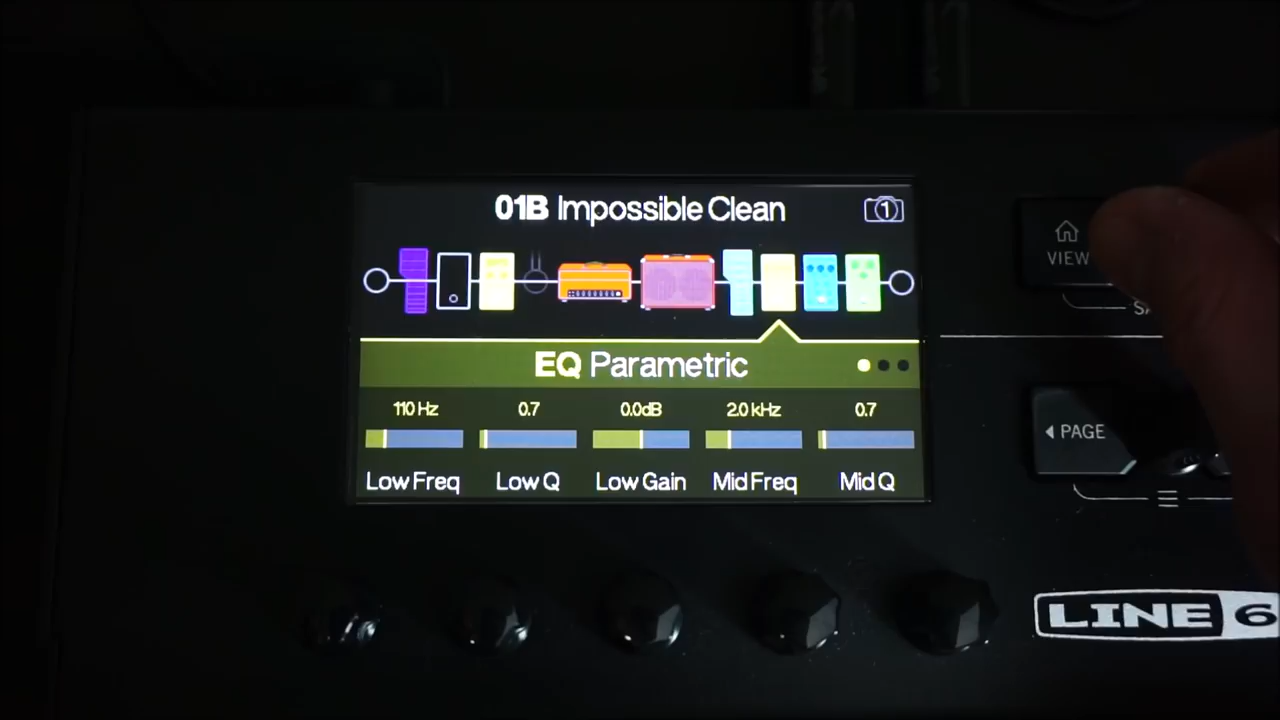 01B Impossible Clean
1
EQ Parametric
110 Hz 0.7 0.0dB 2.0 kHz 0.7
Low Freq Low Q Low Gain Mid Freq Mid Q
VIEW
PAGE
LINE 6